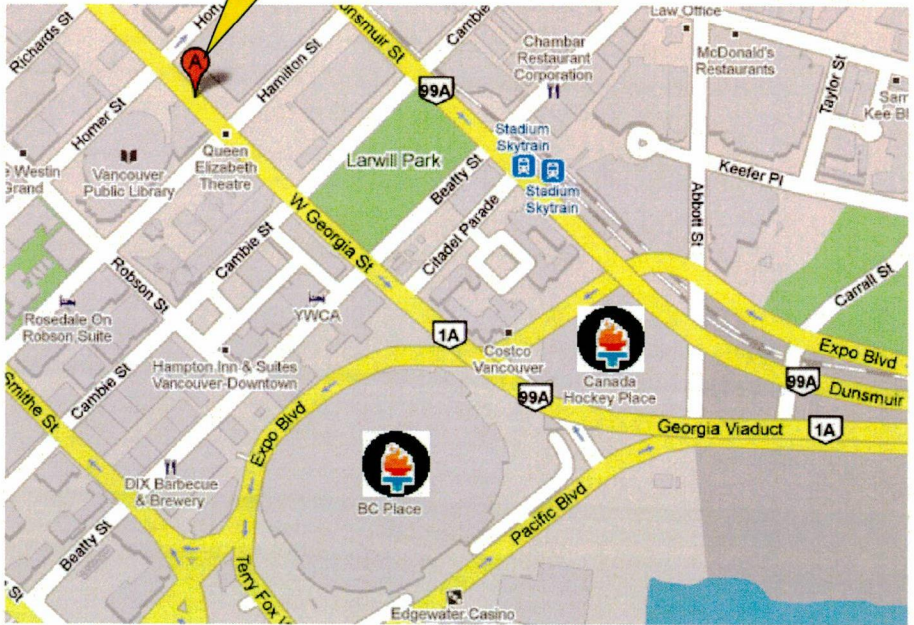 Richards St
Homer St
Hamilton St
Cambie
Law Office
Chambar
Restaurant
Corporation
McDonald's
Restaurants
Taylor St
A
99A
Stadium
Skytrain
Stadium
Skytrain
Keefer Pl
Larwill Park
Beatty St
Queen
Elizabeth
Theatre
Vancouver
Public Library
W Georgia St
Citadel Parade
Abbott St
Carrall St
Cambie St
Robson St
YWCA
Rosedale On
Robson Suite
1A
Costco
Vancouver
Expo Blvd
Hampton Inn & Suites
Vancouver-Downtown
Canada
Hockey Place
99A
99A
Dunsmuir
Cambie St
Smithe St
Expo Blvd
Georgia Viaduct
1A
DIX Barbecue
& Brewery
BC Place
Pacific Blvd
Beatty St
Terry Fox
Edgewater Casino